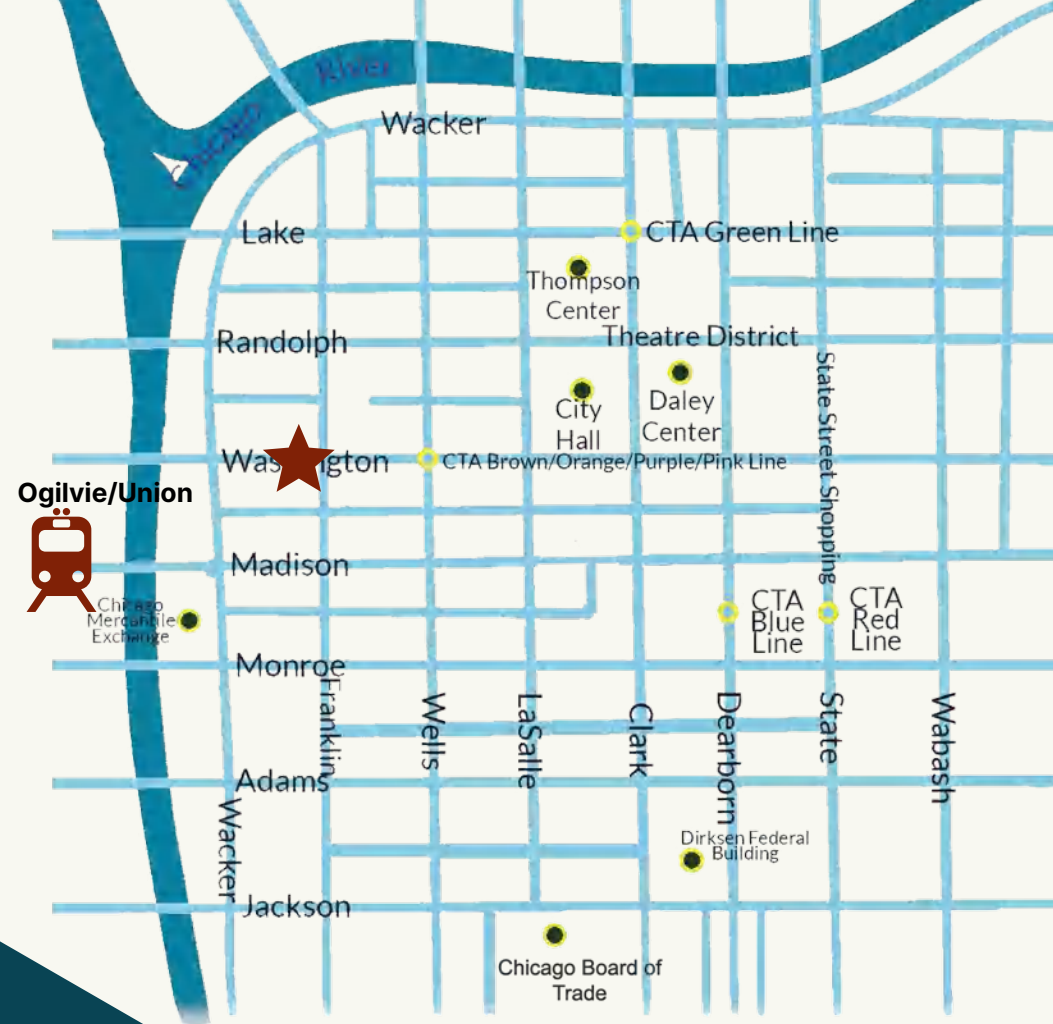 River
Chicago
Wacker
Lake
CTA Green Line
Thompson
Center
Randolph
Theatre District
City
Hall
Daley
Center
State Street Shopping
CTA Brown/Orange/Purple/Pink Line
Ogilvie/Union
Madison
Chicago
Mercantile
Exchange
CTA
Blue
Line
CTA
Red
Line
Monroe
Franklin
Wells
LaSalle
Clark
Dearborn
State
Wabash
Adams
Wacker
Dirksen Federal
Building
Jackson
Chicago Board of
Trade